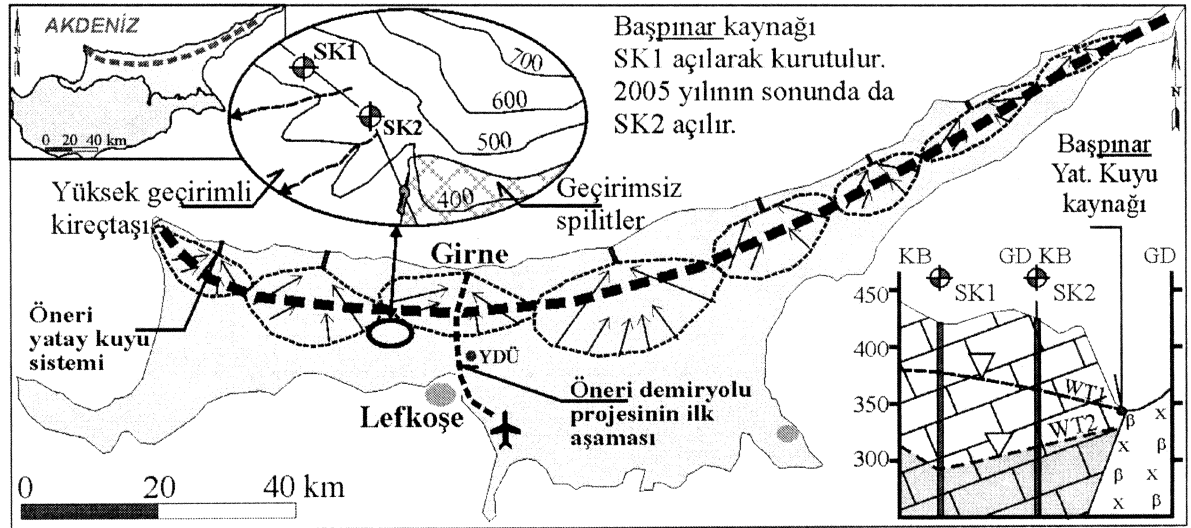 AKDENİZ
N
0 20 40 km
SK1
SK2
700
600
500
400
Başpınar kaynağı
SK1 açılarak kurutulur.
2005 yılının sonunda da
SK2 açılır.
N
Yüksek geçirimli
kireçtaşı
Geçirimsiz
spilitler
Başpınar
Yat. Kuyu
kaynağı
Girne
Öneri
yatay kuyu
sistemi
YDÜ
Lefkoşe
Öneri demiryolu
projesinin ilk
aşaması
0 20 40 km
KB GD KB GD
SK1 SK2
450
400
350
300
WT1
WT2
β x
x β
β x
x β